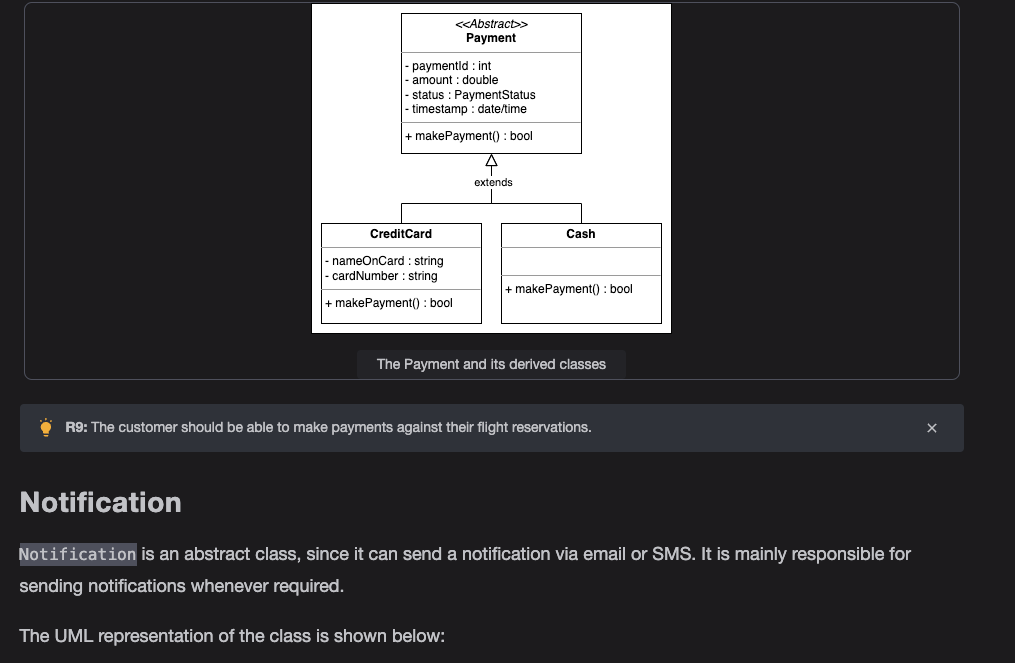 <<Abstract>>
Payment
- paymentId : int
- amount : double
- status : PaymentStatus
- timestamp : date/time
+ makePayment() : bool
extends
CreditCard
- nameOnCard : string
- cardNumber : string
+ makePayment() : bool
Cash
+ makePayment() : bool
The Payment and its derived classes
R9: The customer should be able to make payments against their flight reservations.
Notification
Notification is an abstract class, since it can send a notification via email or SMS. It is mainly responsible for
sending notifications whenever required.
The UML representation of the class is shown below: